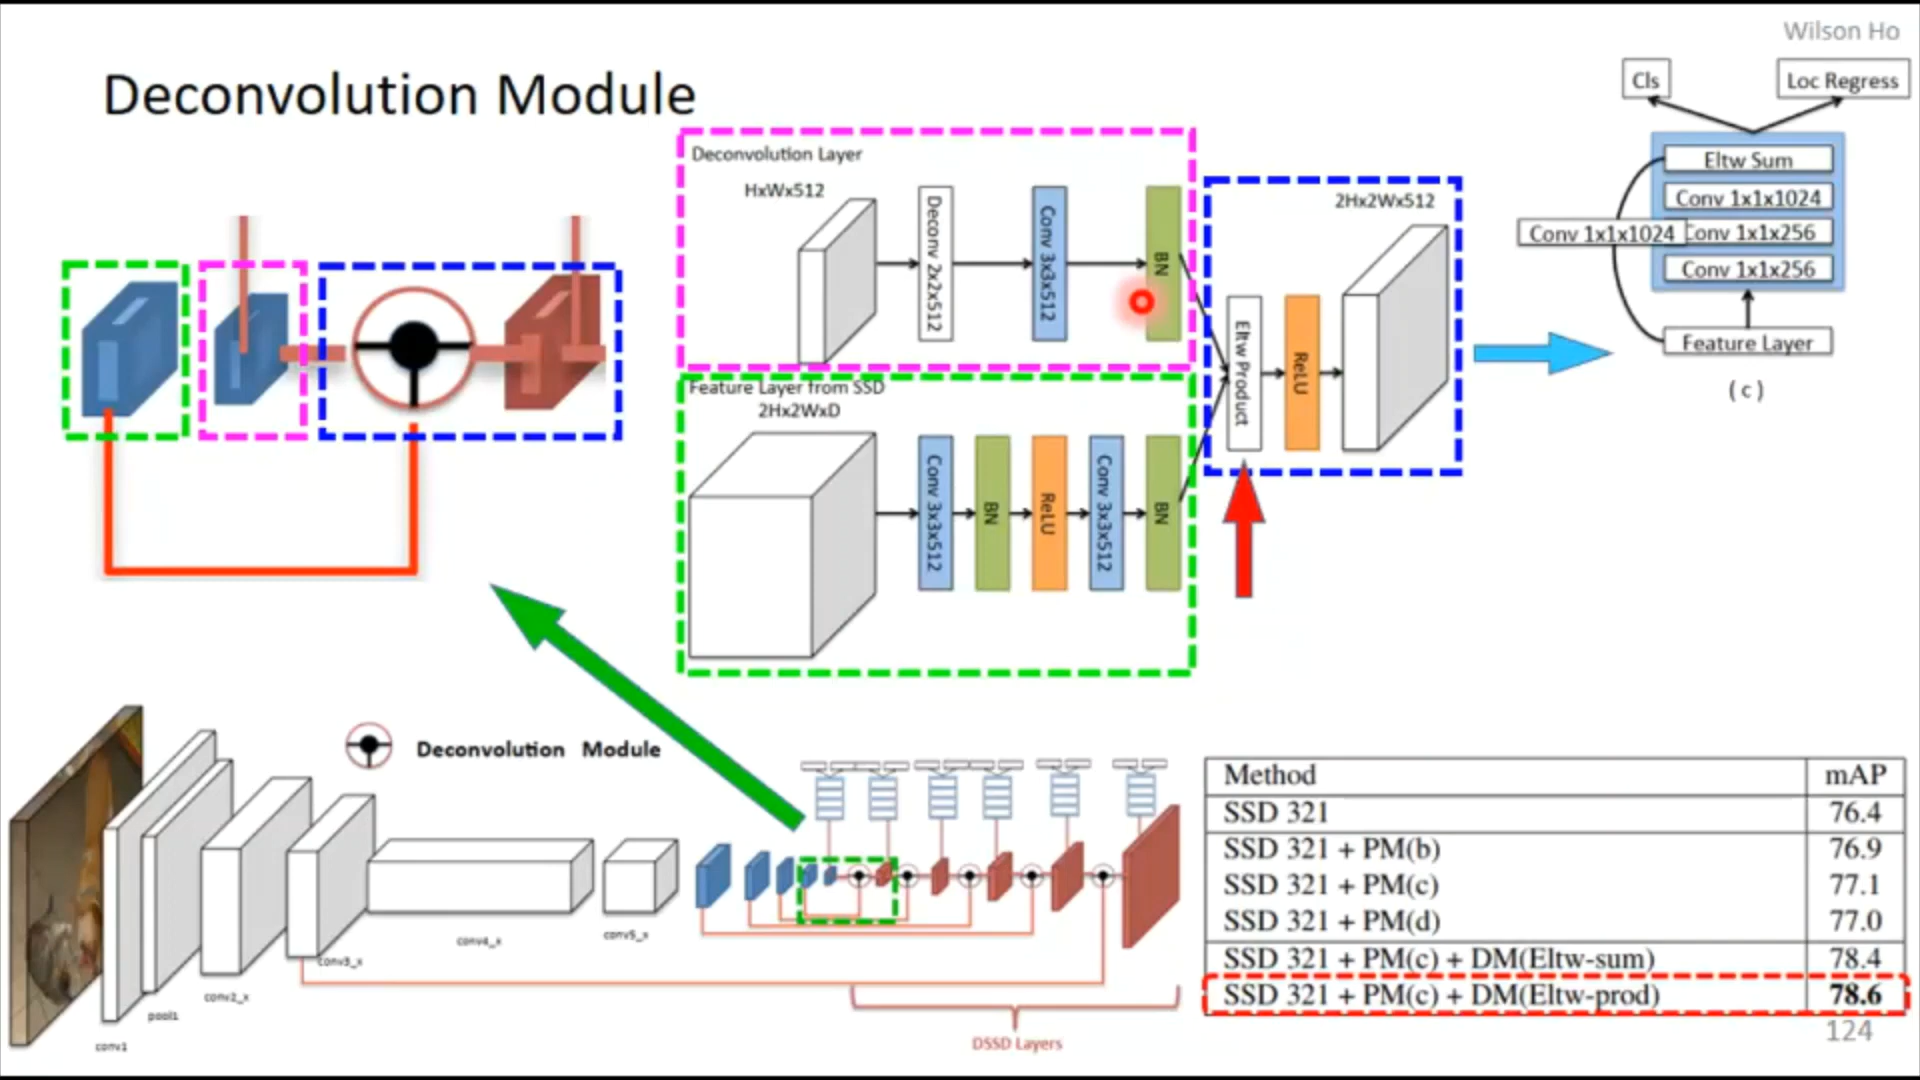 Wilson Ho
Deconvolution Module
Deconvolution Layer
HxWx512
Deconv 2x2x512
Conv 3x3x512
BN
Feature Layer from SSD
2Hx2WxD
Conv 3x3x512
BN
ReLU
Conv 3x3x512
BN
2Hx2Wx512
Eltw Product
ReLU
Cls
Loc Regress
Eltw Sum
Conv 1x1x1024
Conv 1x1x1024
Conv 1x1x256
Conv 1x1x256
Feature Layer
(c)
Deconvolution Module
conv1
pool1
conv2_x
conv3_x
conv4_x
conv5_x
DSSD Layers
Method mAP
SSD 321 76.4
SSD 321 + PM(b) 76.9
SSD 321 + PM(c) 77.1
SSD 321 + PM(d) 77.0
SSD 321 + PM(c) + DM(Eltw-sum) 78.4
SSD 321 + PM(c) + DM(Eltw-prod) 78.6
124